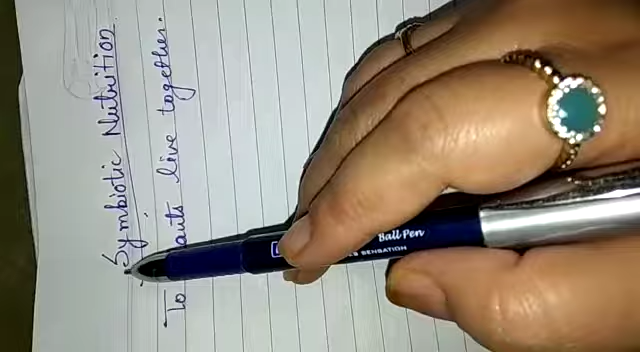 Symbiotic Nutrition
To live together.
Ball Pen
SENSATION